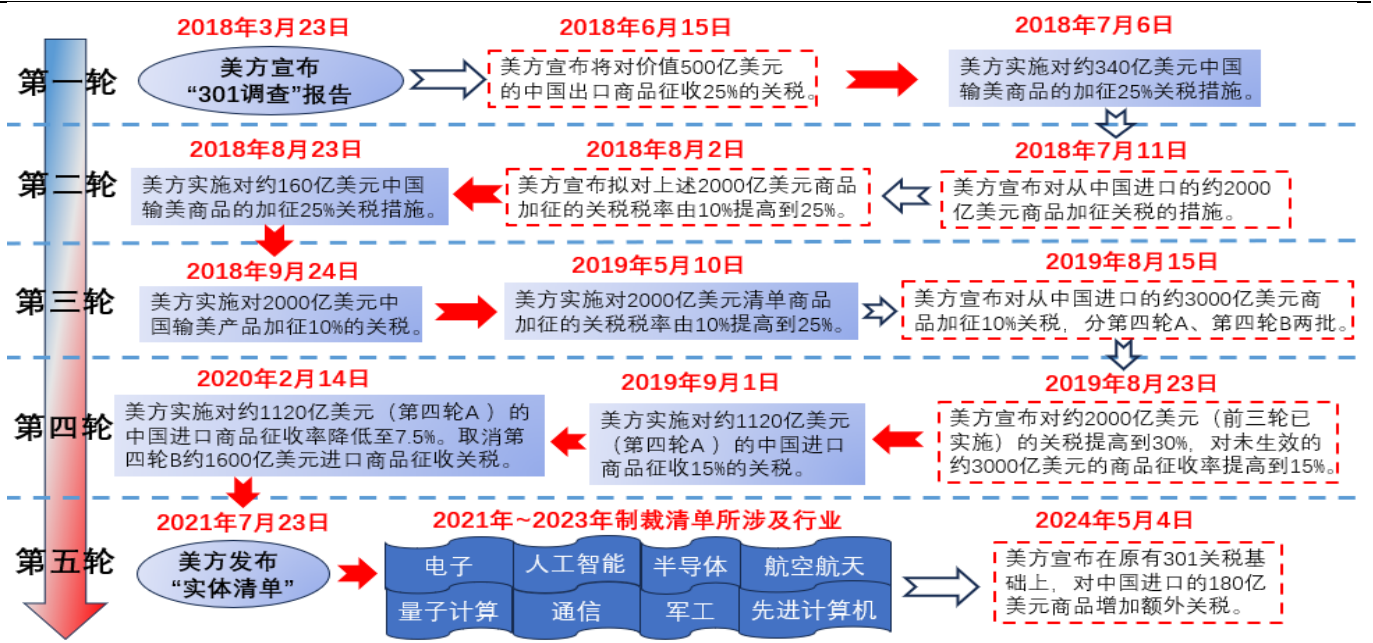 2018年3月23日
2018年6月15日
2018年7月6日
第一轮
美方宣布
“301调查”报告
美方宣布将对价值500亿美元
的中国出口商品征收25%的关税。
美方实施对约340亿美元中国
输美商品的加征25%关税措施。
2018年8月23日
2018年8月2日
2018年7月11日
第二轮
美方实施对约160亿美元中国
输美商品的加征25%关税措施。
美方宣布拟对上述2000亿美元商品
加征的关税税率由10%提高到25%。
美方宣布对从中国进口的约2000
亿美元商品加征关税的措施。
2018年9月24日
2019年5月10日
2019年8月15日
第三轮
美方实施对2000亿美元中
国输美产品加征10%的关税。
美方实施对2000亿美元清单商品
加征的关税税率由10%提高到25%。
美方宣布对从中国进口的约3000亿美元商
品加征10%关税，分第四轮A、第四轮B两批。
2020年2月14日
2019年9月1日
2019年8月23日
第四轮
美方实施对约1120亿美元（第四轮A ）的
中国进口商品征收率降低至7.5%。取消第
四轮B约1600亿美元进口商品征收关税。
美方实施对约1120亿美元
（第四轮A ）的中国进口
商品征收15%的关税。
美方宣布对约2000亿美元（前三轮已
实施）的关税提高到30%，对未生效的
约3000亿美元的商品征收率提高到15%。
2021年7月23日
2021年~2023年制裁清单所涉及行业
2024年5月4日
第五轮
美方发布
“实体清单”
电子
人工智能
半导体
航空航天
量子计算
通信
军工
先进计算机
美方宣布在原有301关税基
础上，对中国进口的180亿
美元商品增加额外关税。